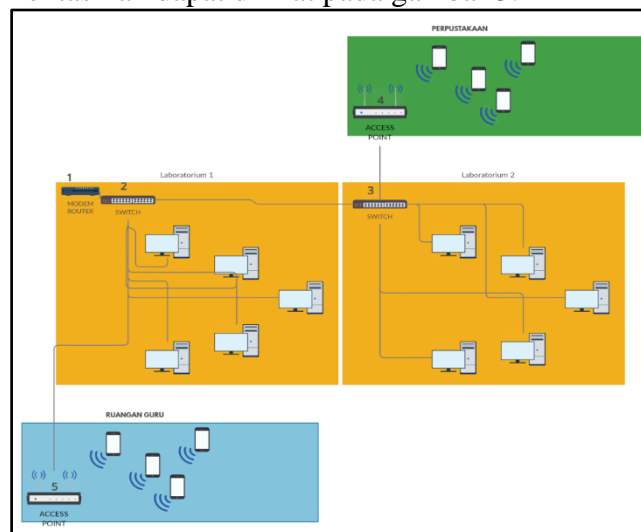 PERPUSTAKAAN
4
ACCESS
POINT
Laboratorium 1
Laboratorium 2
1
MODEM
ROUTER
2
SWITCH
3
SWITCH
RUANGAN GURU
5
ACCESS
POINT